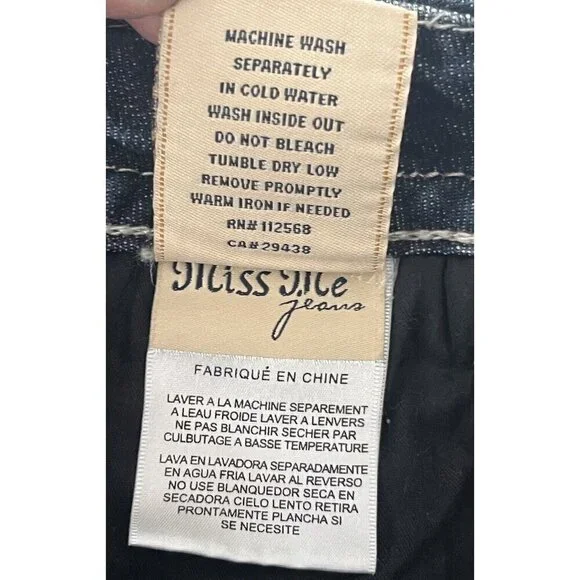 MACHINE WASH
SEPARATELY
IN COLD WATER
WASH INSIDE OUT
DO NOT BLEACH
TUMBLE DRY LOW
REMOVE PROMPTLY
WARM IRON IF NEEDED
RN# 112568
CA# 29438
Miss Me
jeans
FABRIQUÉ EN CHINE
LAVER A LA MACHINE SEPAREMENT
A LEAU FROIDE LAVER A LENVERS
NE PAS BLANCHIR SECHER PAR
CULBUTAGE A BASSE TEMPERATURE
LAVA EN LAVADORA SEPARADAMENTE
EN AGUA FRIA LAVAR AL REVERSO
NO USE BLANQUEDOR SECA EN
SECADORA CIELO LENTO RETIRA
PRONTAMENTE PLANCHA SI
SE NECESITE